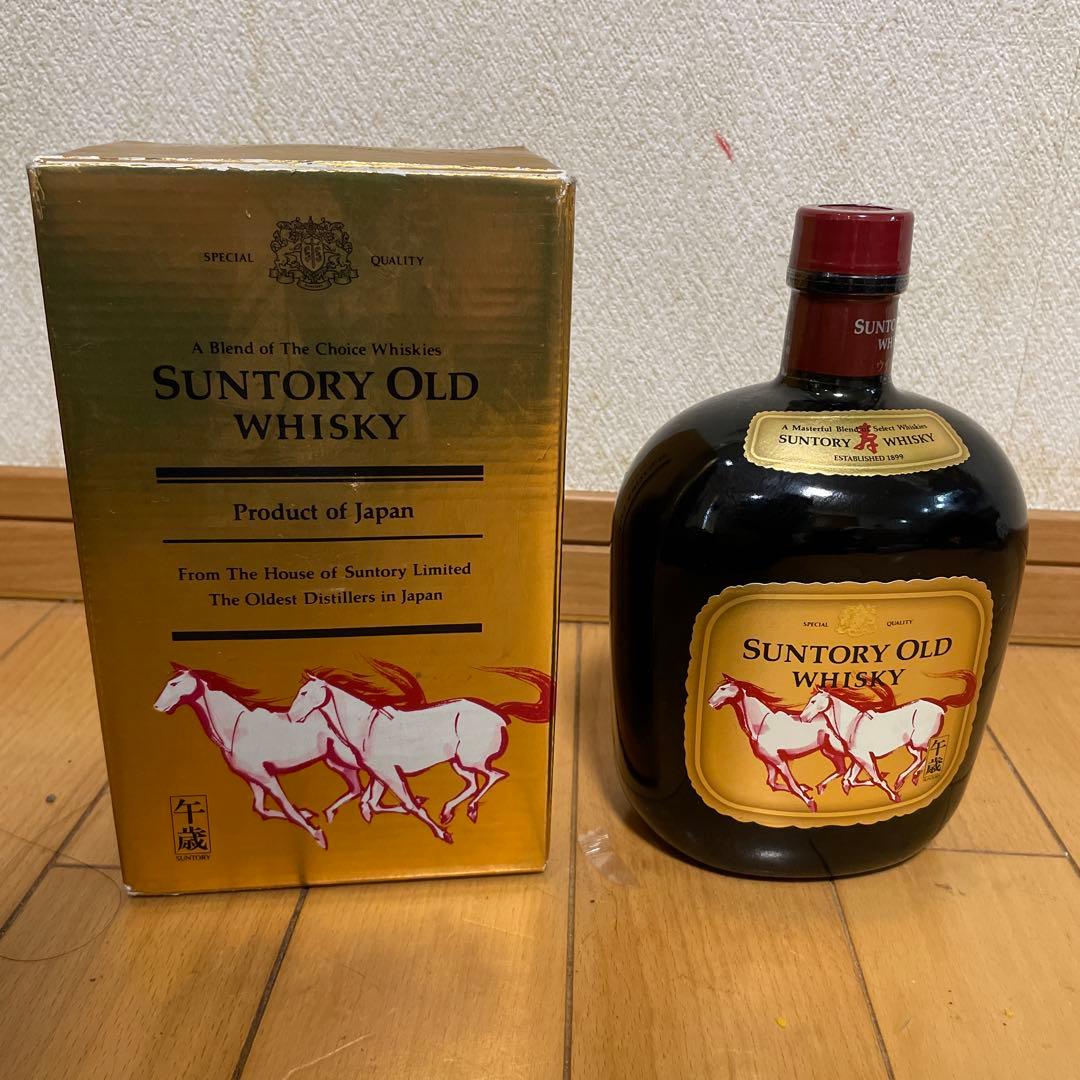 SPECIAL QUALITY
A Blend of The Choice Whiskies
SUNTORY OLD
WHISKY
Product of Japan
From The House of Suntory Limited
The Oldest Distillers in Japan
午歳
SUNTORY
SUNTO
WH
A Masterful Blend of Select Whiskies
SUNTORY 寿 WHISKY
ESTABLISHED 1899
SPECIAL QUALITY
SUNTORY OLD
WHISKY
午歳